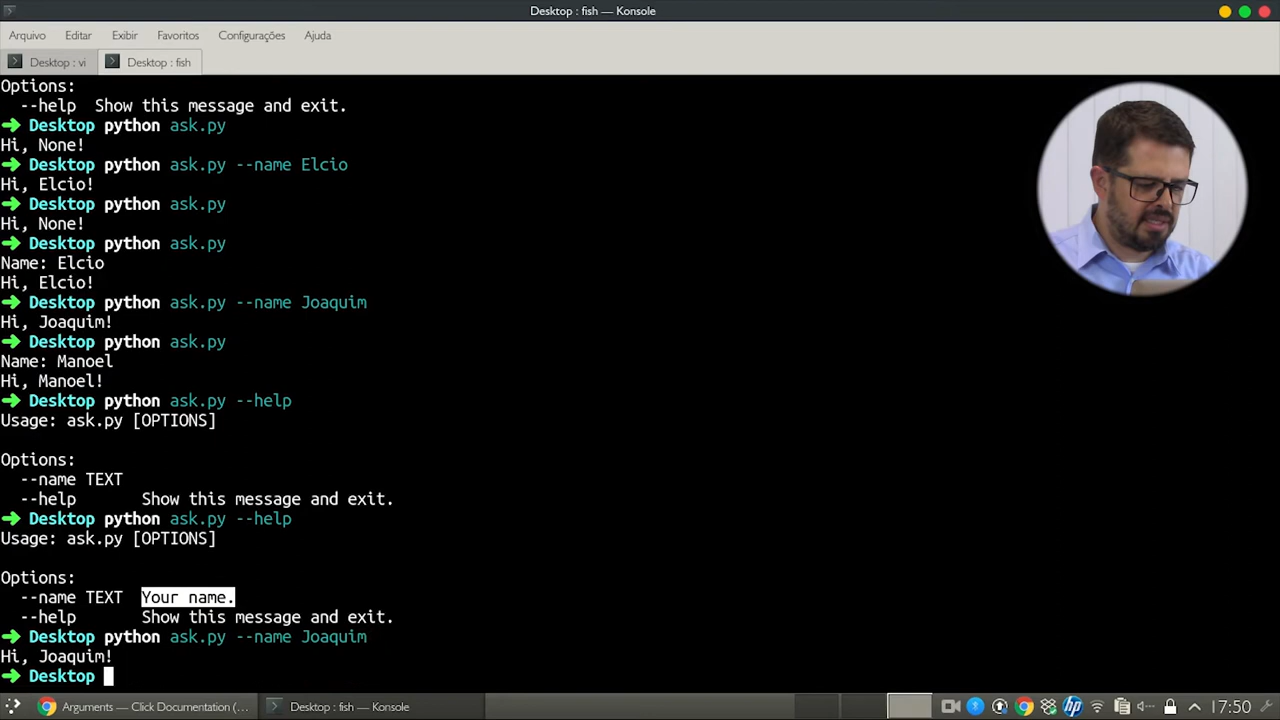 Desktop : fish — Konsole
Arquivo Editar Exibir Favoritos Configurações Ajuda
Desktop : vi Desktop : fish
Options:
  --help  Show this message and exit.
➜ Desktop python ask.py
Hi, None!
➜ Desktop python ask.py --name Elcio
Hi, Elcio!
➜ Desktop python ask.py
Hi, None!
➜ Desktop python ask.py
Name: Elcio
Hi, Elcio!
➜ Desktop python ask.py --name Joaquim
Hi, Joaquim!
➜ Desktop python ask.py
Name: Manoel
Hi, Manoel!
➜ Desktop python ask.py --help
Usage: ask.py [OPTIONS]
Options:
  --name TEXT
  --help       Show this message and exit.
➜ Desktop python ask.py --help
Usage: ask.py [OPTIONS]
Options:
  --name TEXT  Your name.
  --help       Show this message and exit.
➜ Desktop python ask.py --name Joaquim
Hi, Joaquim!
➜ Desktop
Arguments — Click Documentation (... Desktop : fish — Konsole hp 17:50